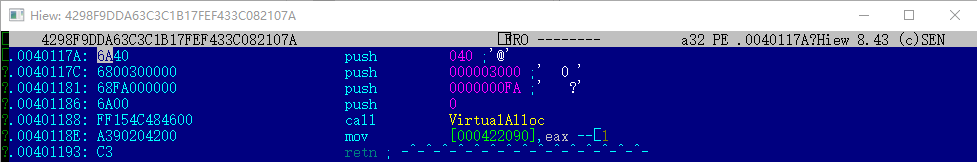 Hiew: 4298F9DDA63C3C1B17FEF433C082107A
4298F9DDA63C3C1B17FEF433C082107A FRO -------- a32 PE .0040117A?Hiew 8.43 (c)SEN
.0040117A: 6A40 push 040 ;'@'
?.0040117C: 6800300000 push 000003000 ;' 0 '
?.00401181: 68FA000000 push 0000000FA ;' ?'
?.00401186: 6A00 push 0
?.00401188: FF154C484600 call VirtualAlloc
?.0040118E: A390204200 mov [000422090],eax --1
?.00401193: C3 retn ; -^-^-^-^-^-^-^-^-^-^-^-^-^-^-^-